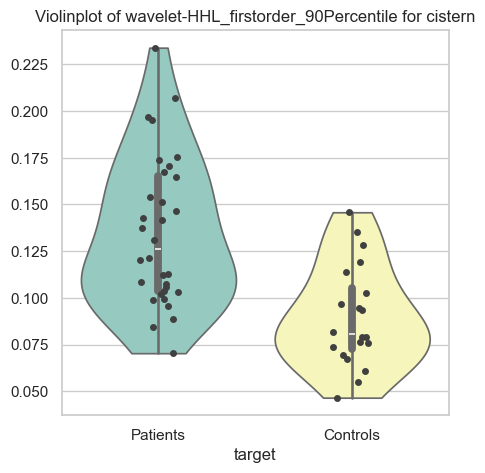 Violinplot of wavelet-HHL_firstorder_90Percentile for cistern
0.225
0.200
0.175
0.150
0.125
0.100
0.075
0.050
Patients Controls
target